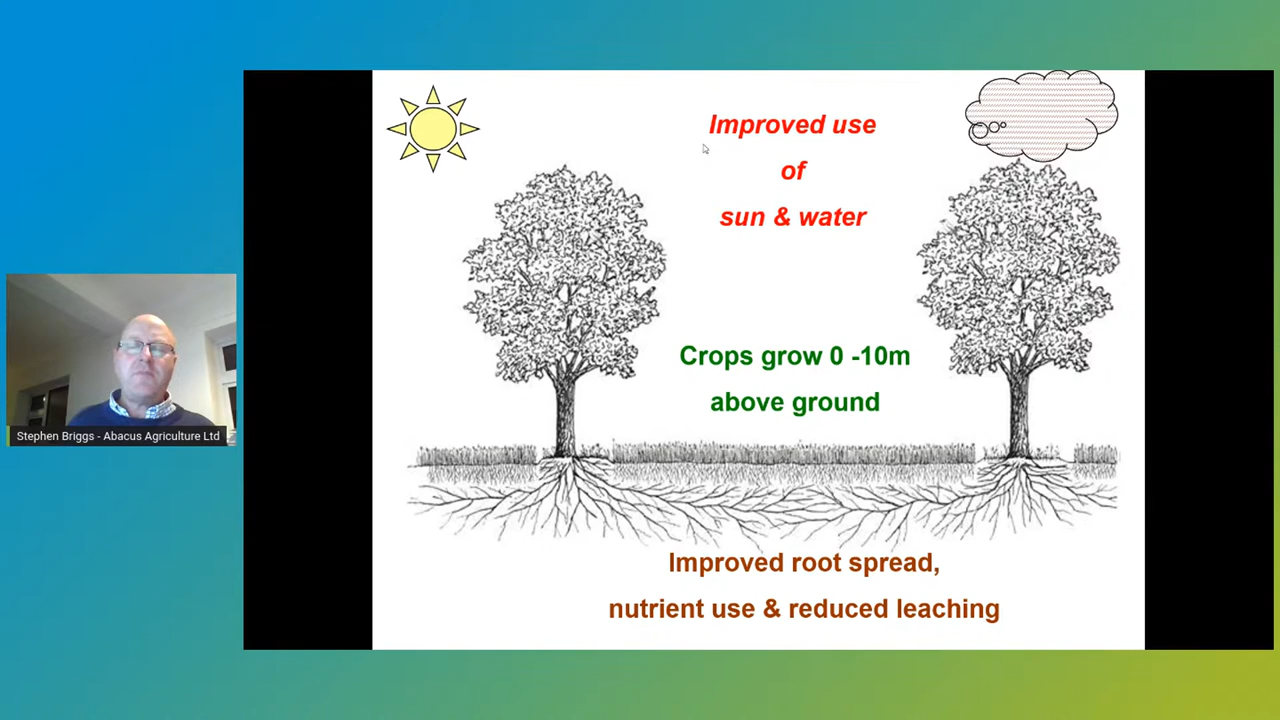 Improved use
of
sun & water
Crops grow 0 -10m
above ground
Stephen Briggs - Abacus Agriculture Ltd
Improved root spread,
nutrient use & reduced leaching